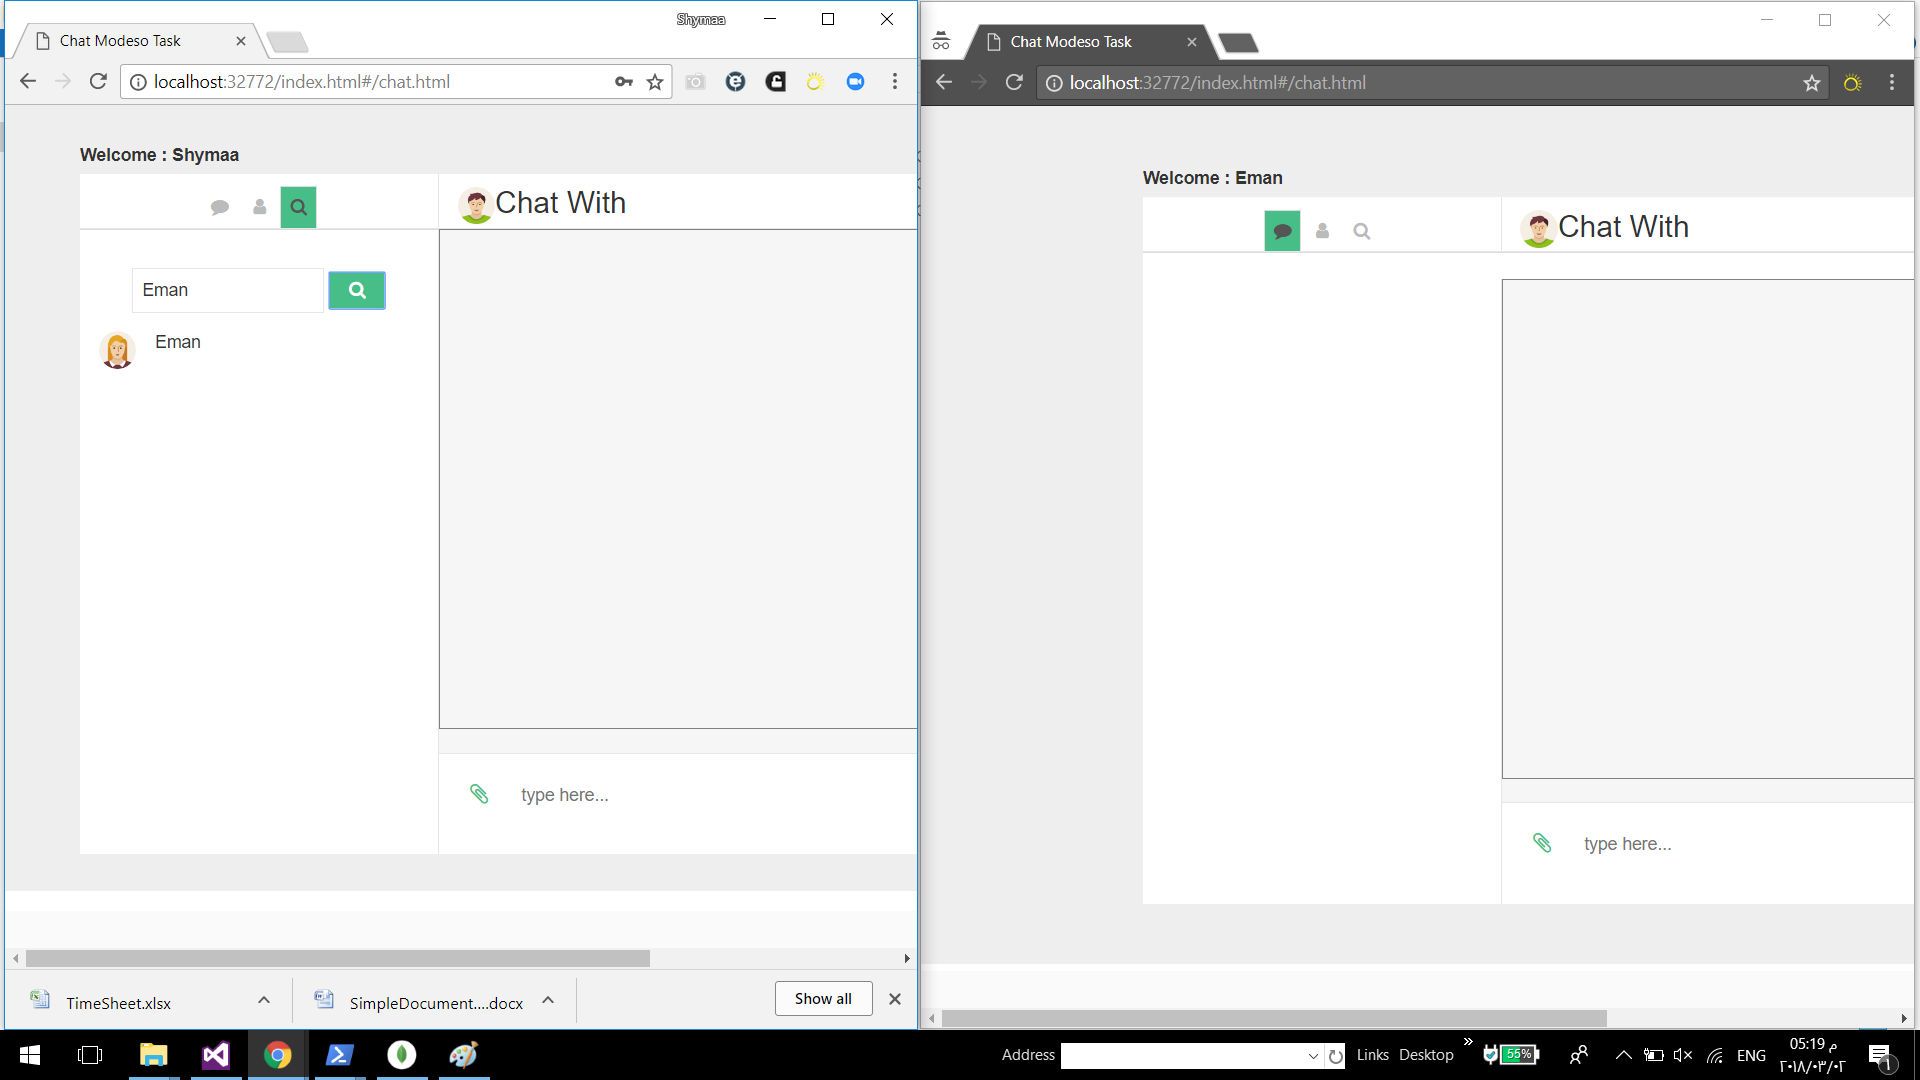 Shymaa
Chat Modeso Task
localhost:32772/index.html#/chat.html
Welcome : Shymaa
Chat With
Eman
Eman
type here...
TimeSheet.xlsx
SimpleDocument....docx
Show all
Chat Modeso Task
localhost:32772/index.html#/chat.html
Welcome : Eman
Chat With
type here...
Address
Links
Desktop
»
55%
ENG
05:19 م
٢٠١٨/٠٣/٠٢
١